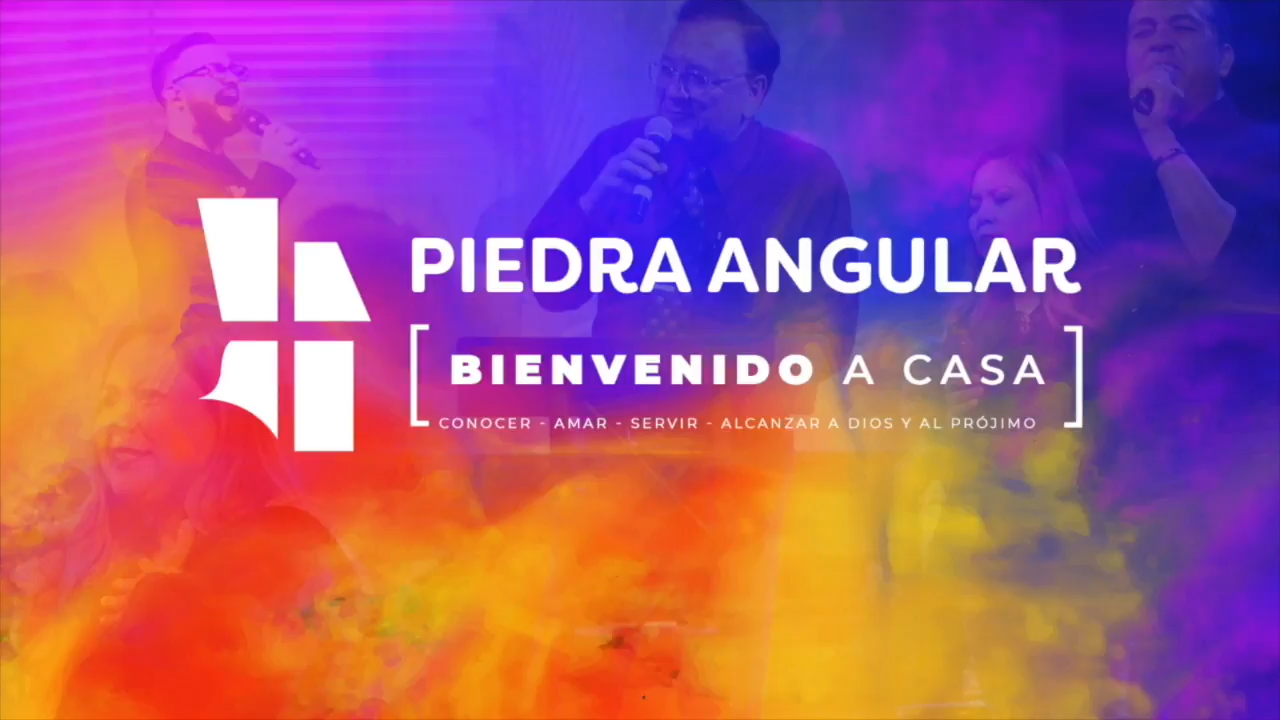 PIEDRA ANGULAR
BIENVENIDO A CASA
CONOCER - AMAR - SERVIR - ALCANZAR A DIOS Y AL PRÓJIMO